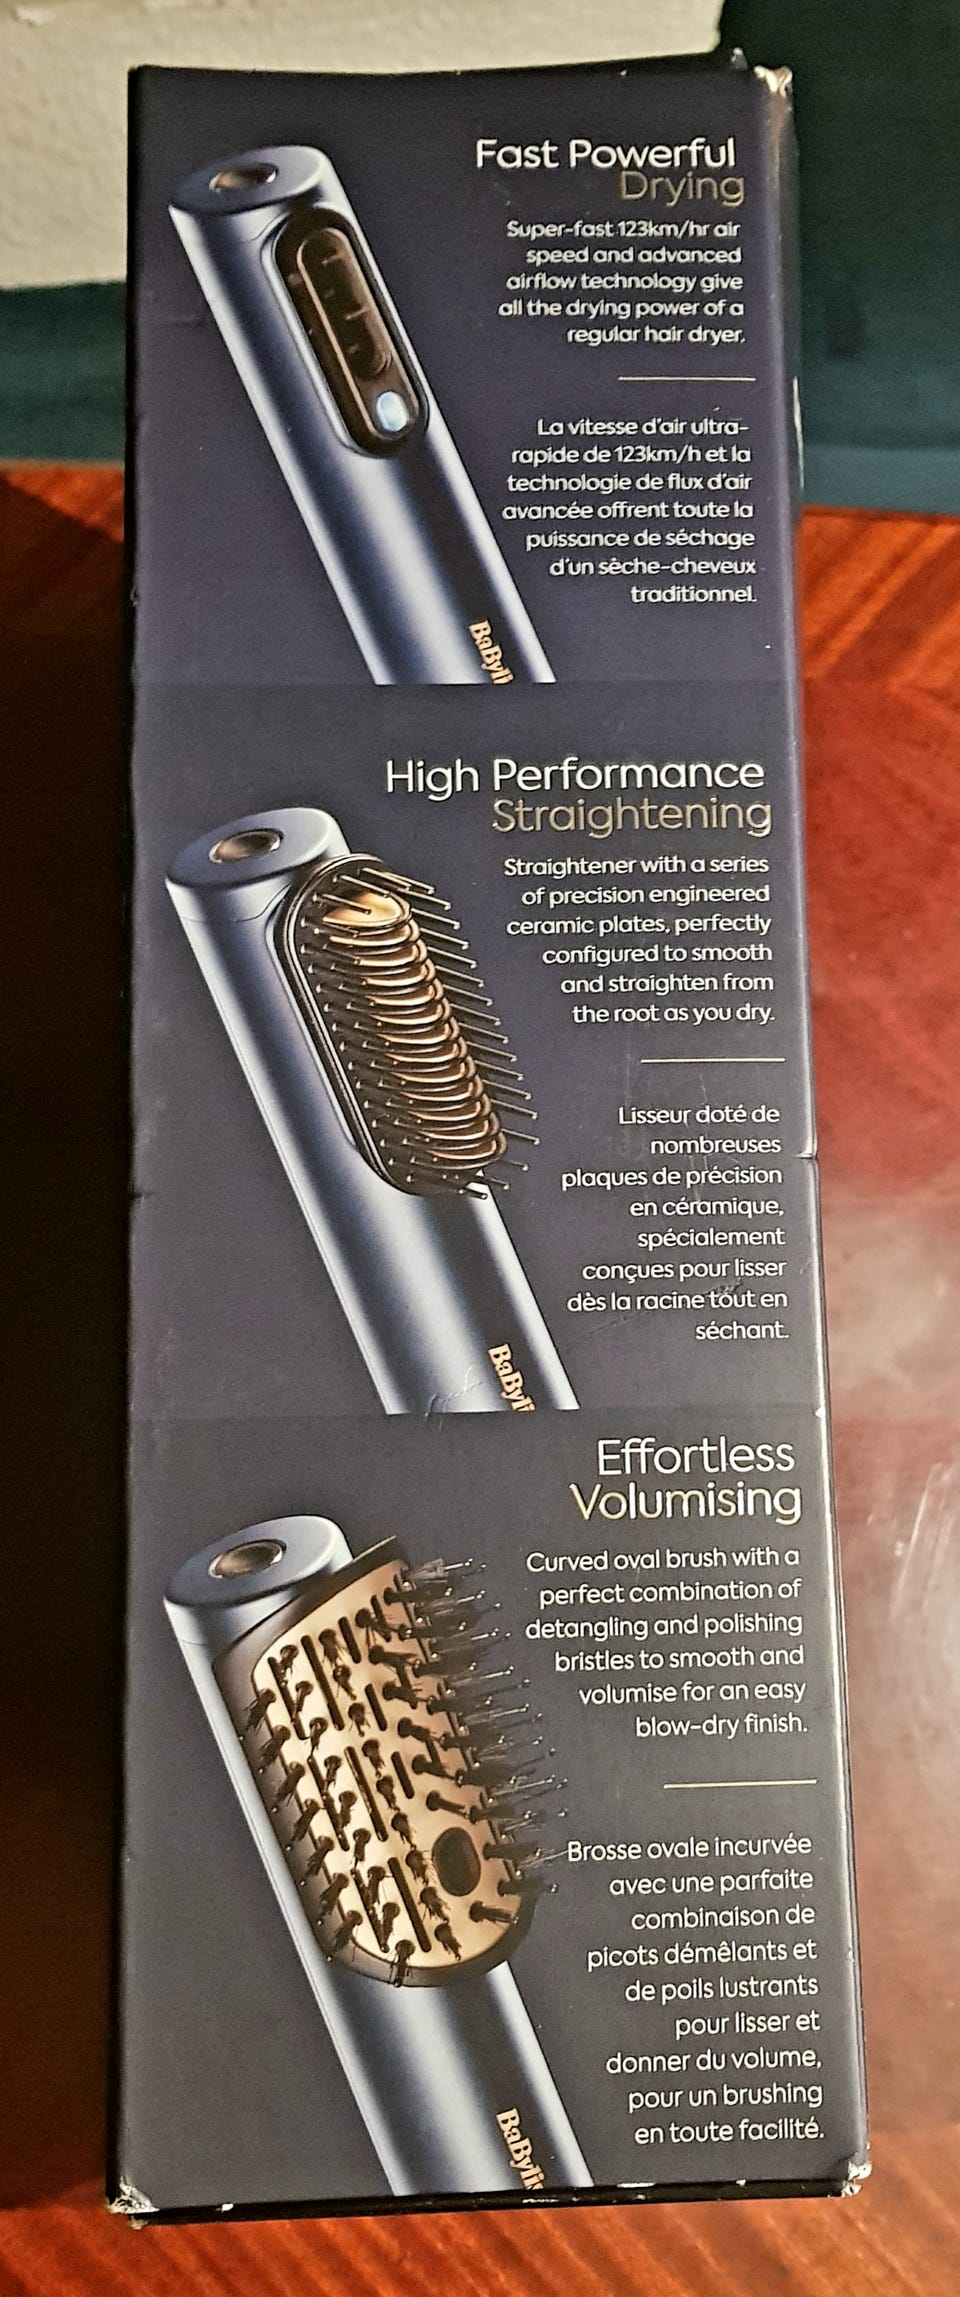 Fast Powerful
Drying
Super-fast 123km/hr air
speed and advanced
airflow technology give
all the drying power of a
regular hair dryer.
La vitesse d'air ultra-
rapide de 123km/h et la
technologie de flux d'air
avancée offrent toute la
puissance de séchage
d'un sèche-cheveux
traditionnel.
BaByli
High Performance
Straightening
Straightener with a series
of precision engineered
ceramic plates, perfectly
configured to smooth
and straighten from
the root as you dry.
Lisseur doté de
nombreuses
plaques de précision
en céramique,
spécialement
conçues pour lisser
dès la racine tout en
séchant.
BaByli
Effortless
Volumising
Curved oval brush with a
perfect combination of
detangling and polishing
bristles to smooth and
volumise for an easy
blow-dry finish.
Brosse ovale incurvée
avec une parfaite
combinaison de
picots démêlants et
de poils lustrants
pour lisser et
donner du volume,
pour un brushing
en toute facilité.
BaBylis